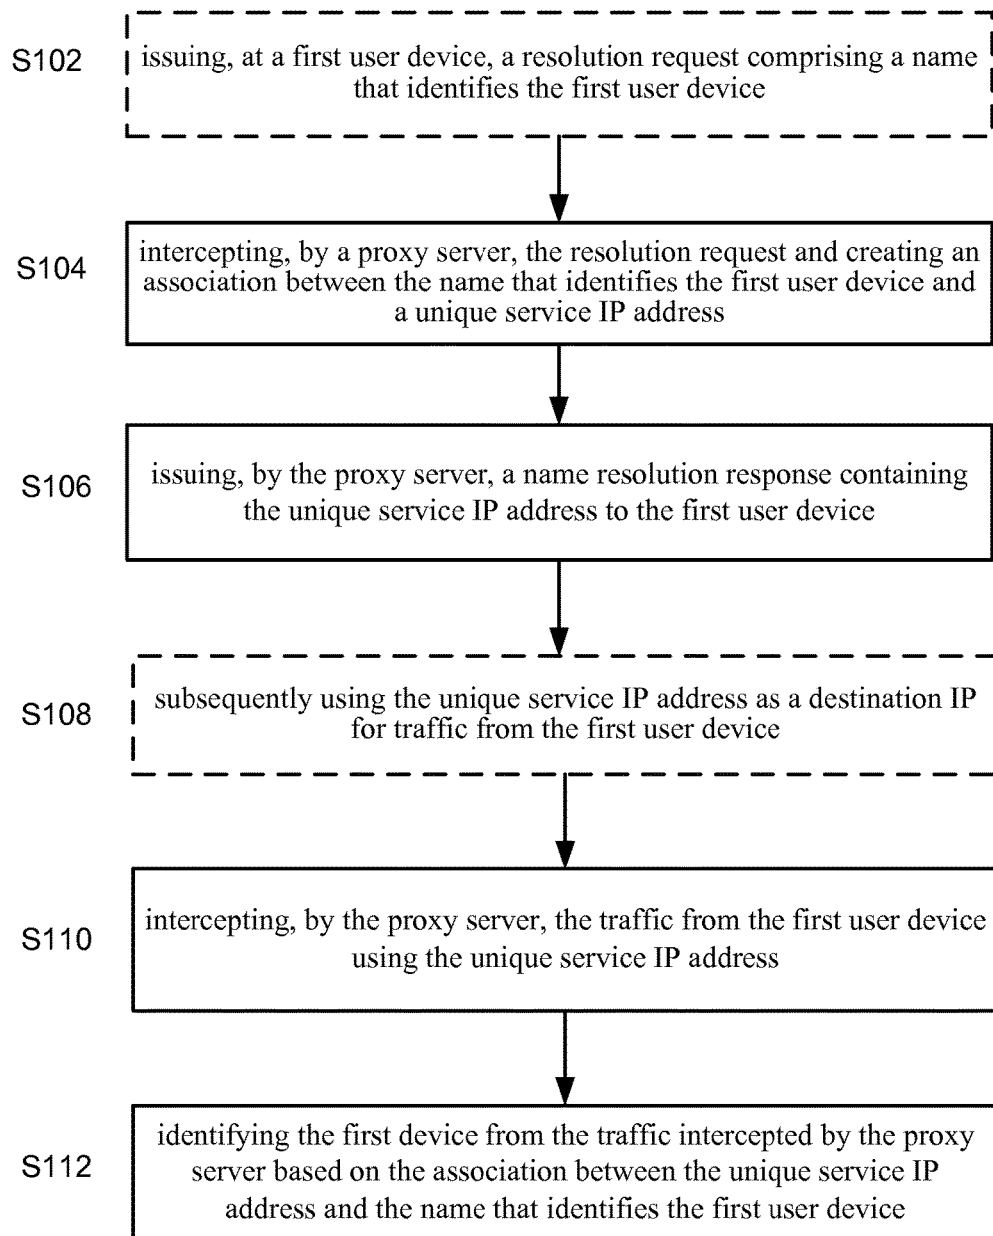 S102
issuing, at a first user device, a resolution request comprising a name
that identifies the first user device
S104
intercepting, by a proxy server, the resolution request and creating an
association between the name that identifies the first user device and
a unique service IP address
S106
issuing, by the proxy server, a name resolution response containing
the unique service IP address to the first user device
S108
subsequently using the unique service IP address as a destination IP
for traffic from the first user device
S110
intercepting, by the proxy server, the traffic from the first user device
using the unique service IP address
S112
identifying the first device from the traffic intercepted by the proxy
server based on the association between the unique service IP
address and the name that identifies the first user device